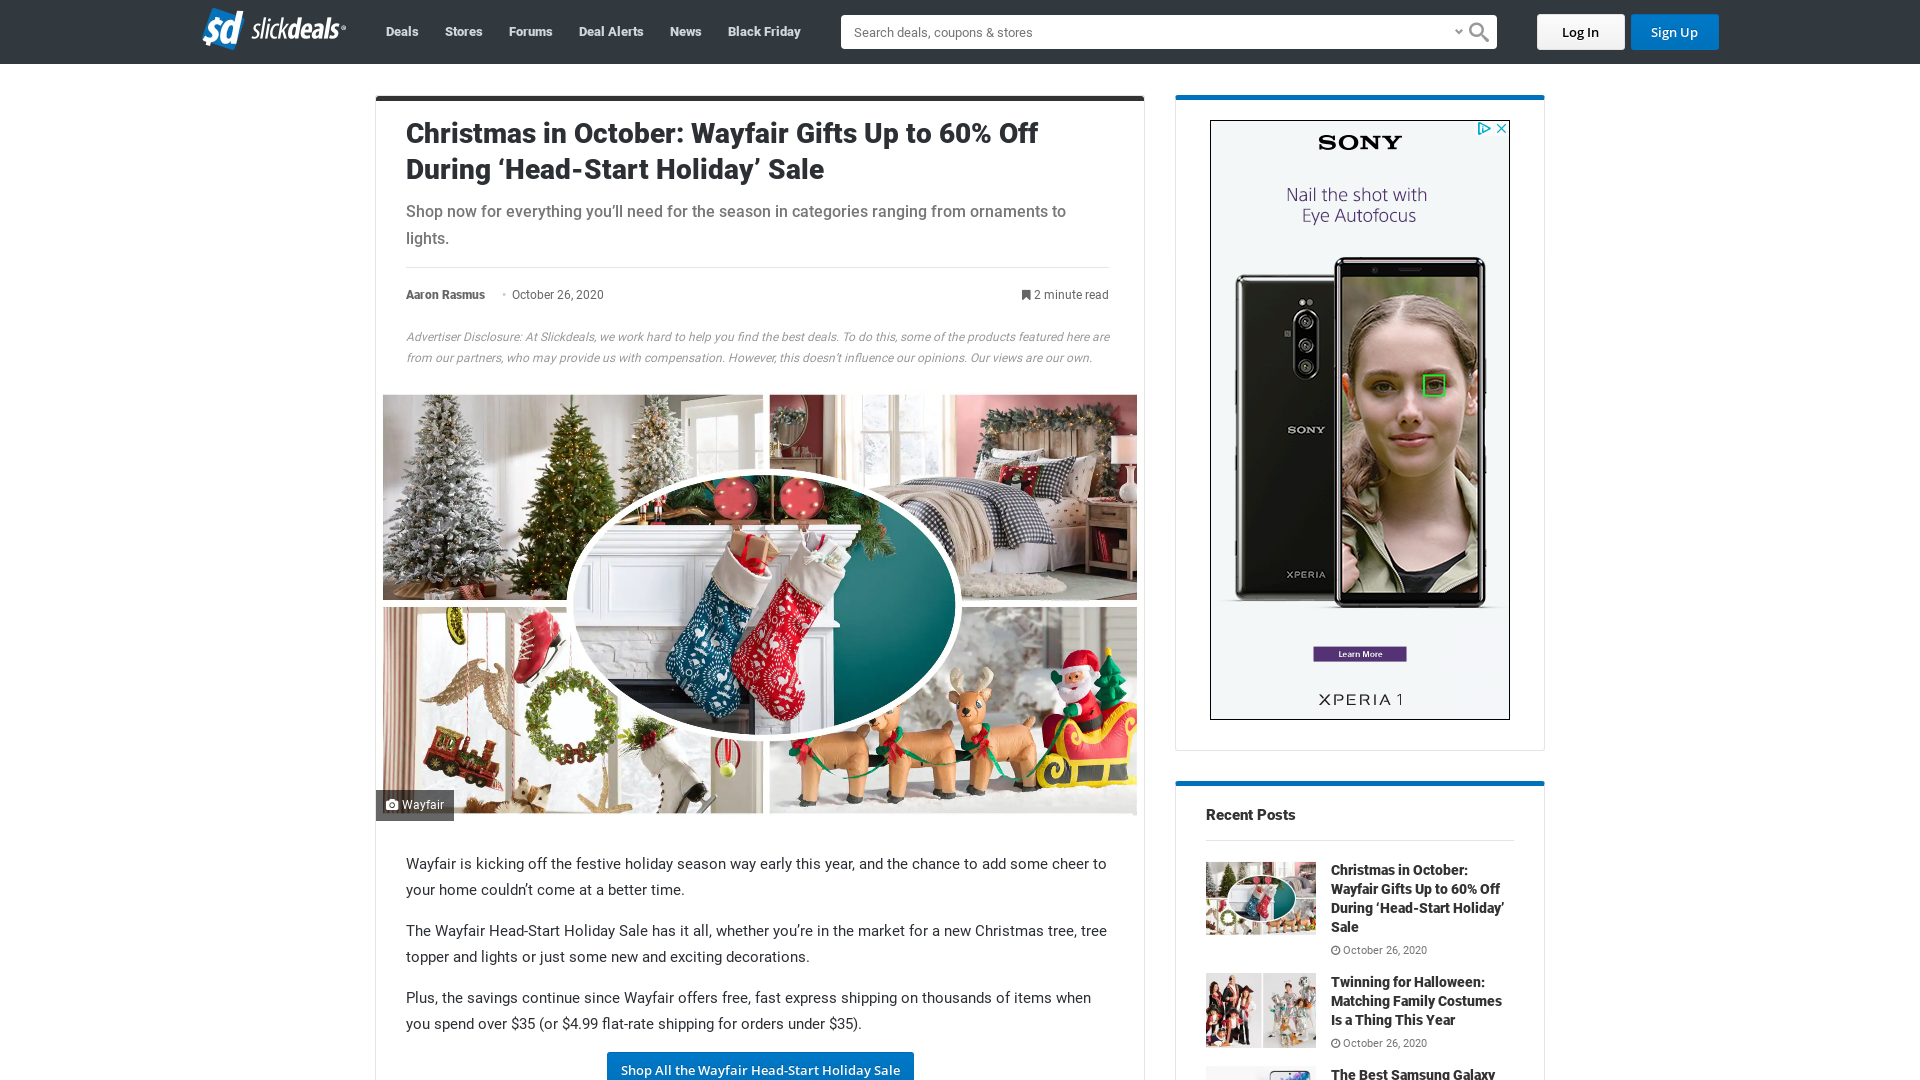 sd slickdeals
Deals
Stores
Forums
Deal Alerts
News
Black Friday
Search deals, coupons & stores
Log In
Sign Up
Christmas in October: Wayfair Gifts Up to 60% Off
During ‘Head-Start Holiday’ Sale
Shop now for everything you’ll need for the season in categories ranging from ornaments to
lights.
Aaron Rasmus • October 26, 2020
2 minute read
Advertiser Disclosure: At Slickdeals, we work hard to help you find the best deals. To do this, some of the products featured here are
from our partners, who may provide us with compensation. However, this doesn’t influence our opinions. Our views are our own.
Wayfair
Wayfair is kicking off the festive holiday season way early this year, and the chance to add some cheer to
your home couldn’t come at a better time.
The Wayfair Head-Start Holiday Sale has it all, whether you’re in the market for a new Christmas tree, tree
topper and lights or just some new and exciting decorations.
Plus, the savings continue since Wayfair offers free, fast express shipping on thousands of items when
you spend over $35 (or $4.99 flat-rate shipping for orders under $35).
Shop All the Wayfair Head-Start Holiday Sale
SONY
Nail the shot with
Eye Autofocus
SONY
XPERIA
Learn More
XPERIA 1
Recent Posts
Christmas in October:
Wayfair Gifts Up to 60% Off
During ‘Head-Start Holiday’
Sale
October 26, 2020
Twinning for Halloween:
Matching Family Costumes
Is a Thing This Year
October 26, 2020
The Best Samsung Galaxy